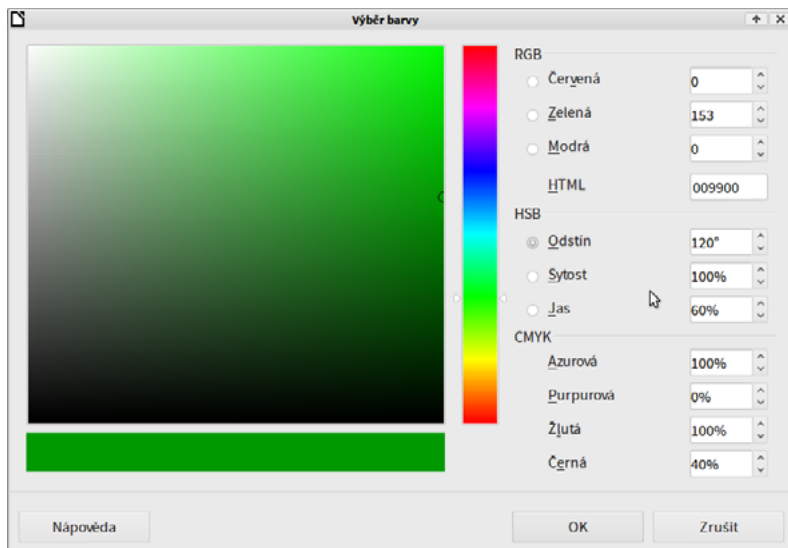 Výběr barvy
RGB
Červená 0
Zelená 153
Modrá 0
HTML 009900
HSB
Odstín 120°
Sytost 100%
Jas 60%
CMYK
Azurová 100%
Purpurová 0%
Žlutá 100%
Černá 40%
Nápověda OK Zrušit